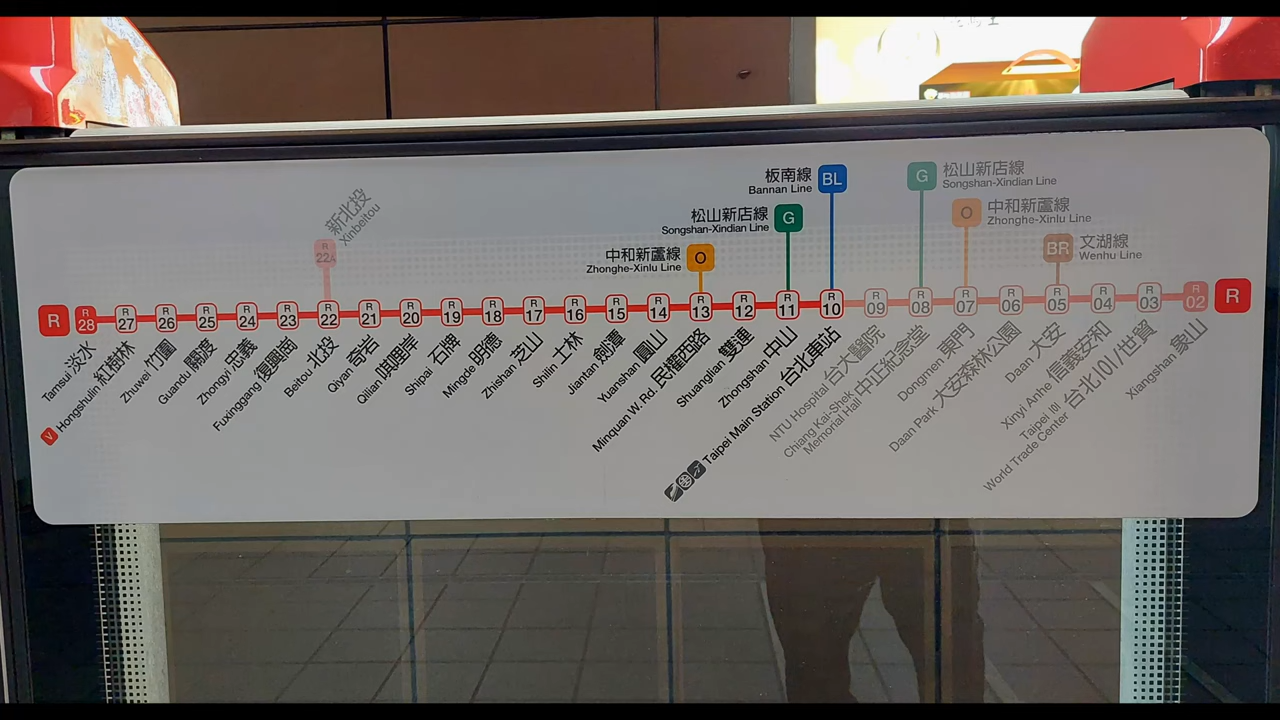 板南線
Bannan Line
BL
G
松山新店線
Songshan-Xindian Line
松山新店線
Songshan-Xindian Line
G
O
中和新蘆線
Zhonghe-Xinlu Line
新北投
Xinbeitou
R
22A
中和新蘆線
Zhonghe-Xinlu Line
O
BR
文湖線
Wenhu Line
R
R
28
R
27
R
26
R
25
R
24
R
23
R
22
R
21
R
20
R
19
R
18
R
17
R
16
R
15
R
14
R
13
R
12
R
11
R
10
R
09
R
08
R
07
R
06
R
05
R
04
R
03
R
02
R
Tamsui 淡水
V Hongshulin 紅樹林
Zhuwei 竹圍
Guandu 關渡
Zhongyi 忠義
Fuxinggang 復興崗
Beitou 北投
Qiyan 奇岩
Qilian 唭哩岸
Shipai 石牌
Mingde 明德
Zhishan 芝山
Shilin 士林
Jiantan 劍潭
Yuanshan 圓山
Minquan W. Rd. 民權西路
Shuanglian 雙連
Zhongshan 中山
Taipei Main Station 台北車站
NTU Hospital 台大醫院
Chiang Kai-Shek
Memorial Hall 中正紀念堂
Dongmen 東門
Daan Park 大安森林公園
Daan 大安
Xinyi Anhe 信義安和
Taipei 101
World Trade Center 台北101/世貿
Xiangshan 象山